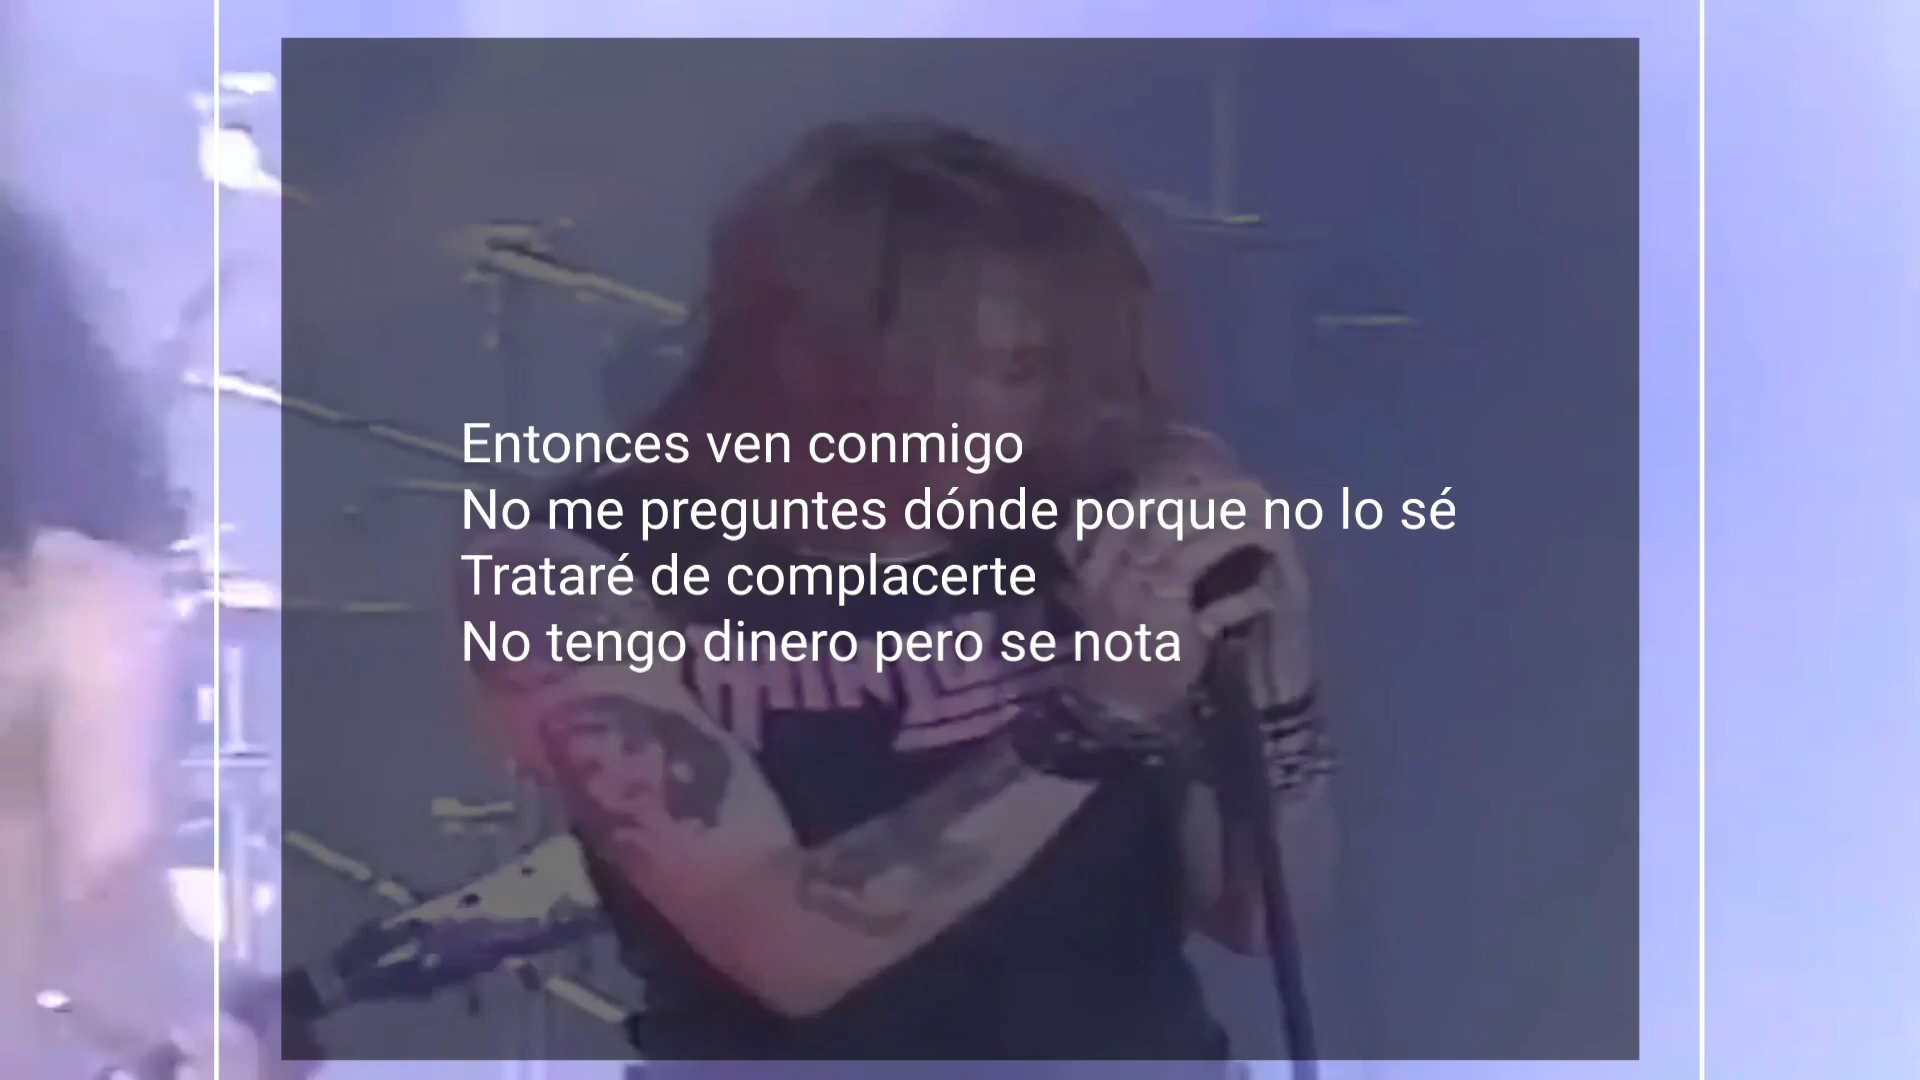 Entonces ven conmigo
No me preguntes dónde porque no lo sé
Trataré de complacerte
No tengo dinero pero se nota